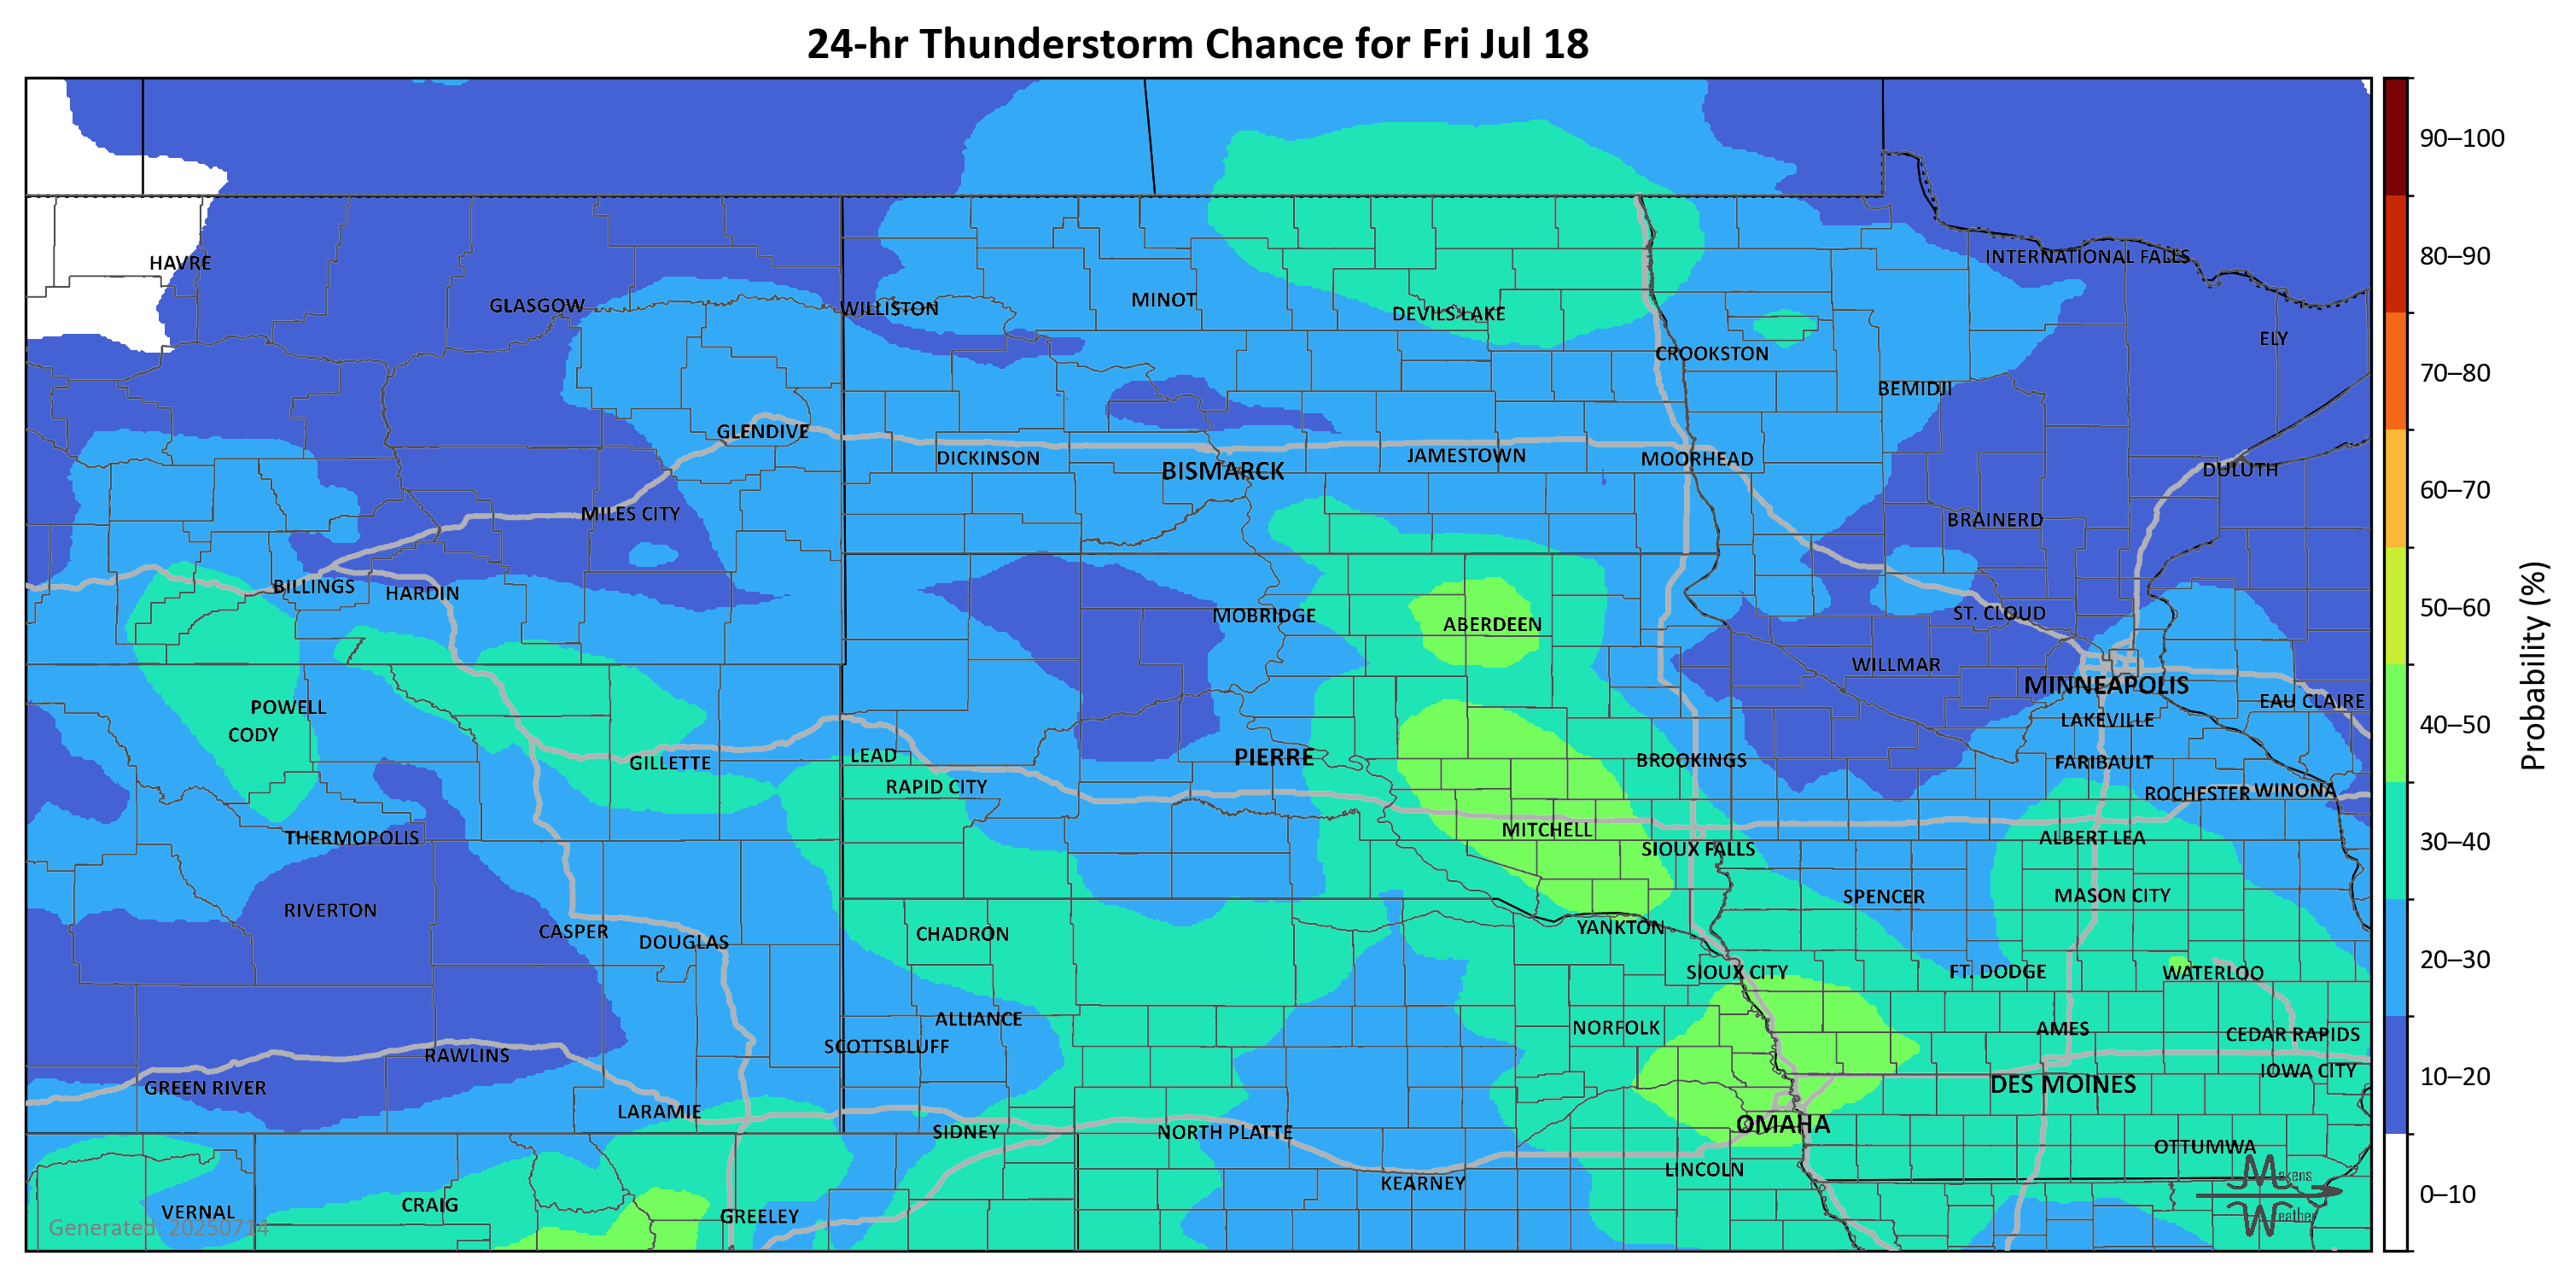 24-hr Thunderstorm Chance for Fri Jul 18
90–100
80–90
70–80
60–70
50–60
40–50
30–40
20–30
10–20
0–10
Probability (%)
HAVRE
INTERNATIONAL FALLS
GLASGOW
WILLISTON
MINOT
DEVILS LAKE
ELY
CROOKSTON
BEMIDJI
GLENDIVE
DICKINSON
BISMARCK
JAMESTOWN
MOORHEAD
DULUTH
MILES CITY
BRAINERD
BILLINGS
HARDIN
MOBRIDGE
ABERDEEN
ST. CLOUD
WILLMAR
MINNEAPOLIS
POWELL
EAU CLAIRE
CODY
LAKEVILLE
GILLETTE
LEAD
PIERRE
BROOKINGS
FARIBAULT
RAPID CITY
ROCHESTER
WINONA
THERMOPOLIS
MITCHELL
SIOUX FALLS
ALBERT LEA
RIVERTON
SPENCER
MASON CITY
CASPER
DOUGLAS
CHADRON
YANKTON
SIOUX CITY
FT. DODGE
WATERLOO
ALLIANCE
NORFOLK
AMES
CEDAR RAPIDS
RAWLINS
SCOTTSBLUFF
IOWA CITY
GREEN RIVER
DES MOINES
LARAMIE
SIDNEY
NORTH PLATTE
OMAHA
OTTUMWA
LINCOLN
KEARNEY
VERNAL
CRAIG
GREELEY
Makens
Weather
Generated: 20250714